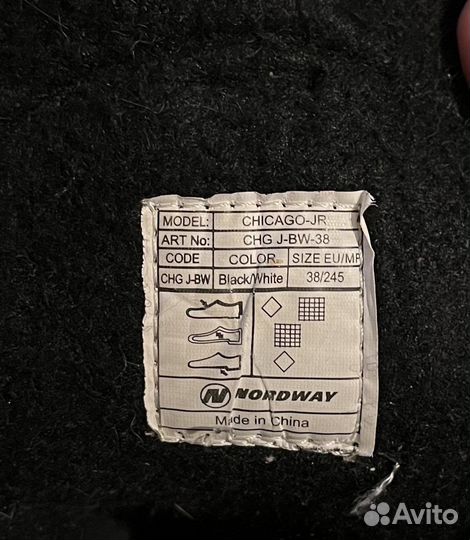 MODEL: CHICAGO-JR
ART No: CHG J-BW-38
CODE COLOR SIZE EU/MP
CHG J-BW Black/White 38/245
NORDWAY
Made in China
Avito